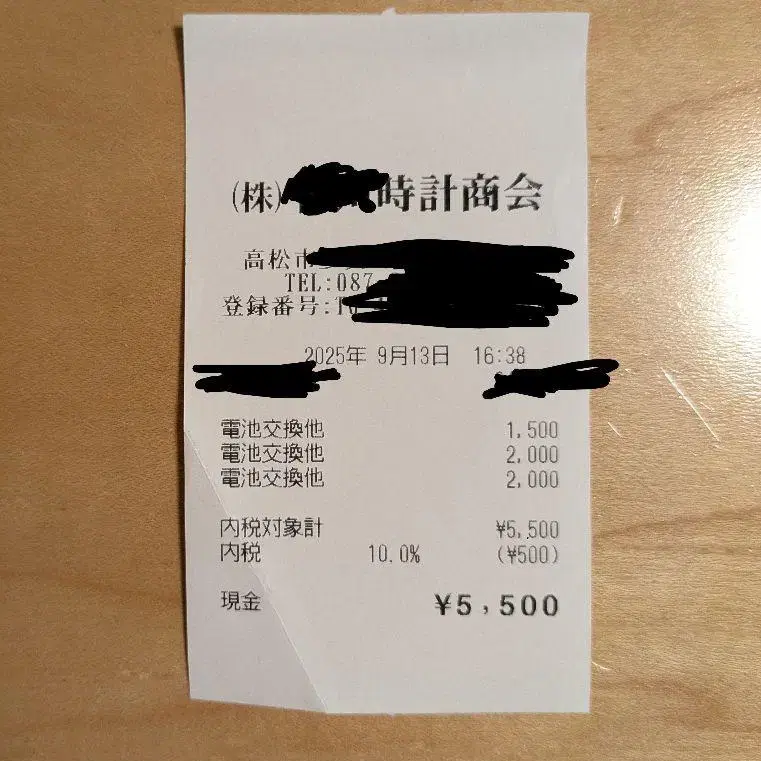 (株)時計商会
高松市
TEL:087
登録番号:
2025年 9月13日 16:38
電池交換他 1,500
電池交換他 2,000
電池交換他 2,000
内税対象計 ¥5,500
内税 10.0% (¥500)
現金 ¥5,500